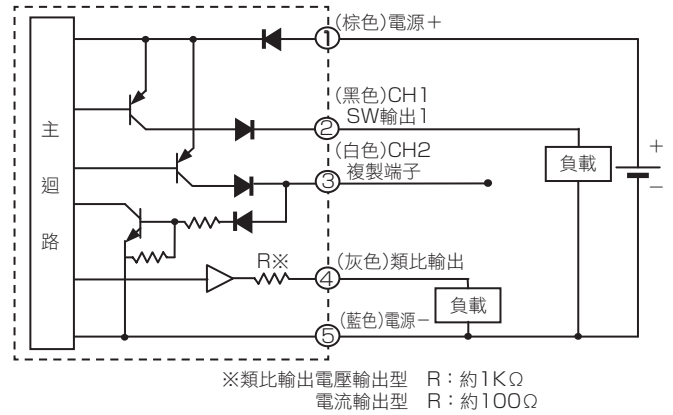 (棕色)電源+
①
(黑色)CH1
SW輸出1
②
(白色)CH2
複製端子
③
主
迴
路
負載
+
−
R※
(灰色)類比輸出
④
負載
(藍色)電源−
⑤
※類比輸出電壓輸出型 R:約1KΩ
電流輸出型 R:約100Ω